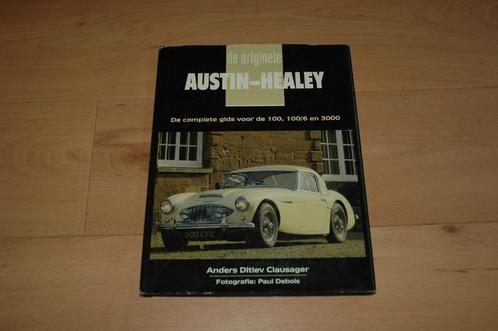 de originele
AUSTIN-HEALEY
De complete gids voor de 100, 100/6 en 3000
500 CFC
Anders Ditlev Clausager
Fotografie: Paul Debois